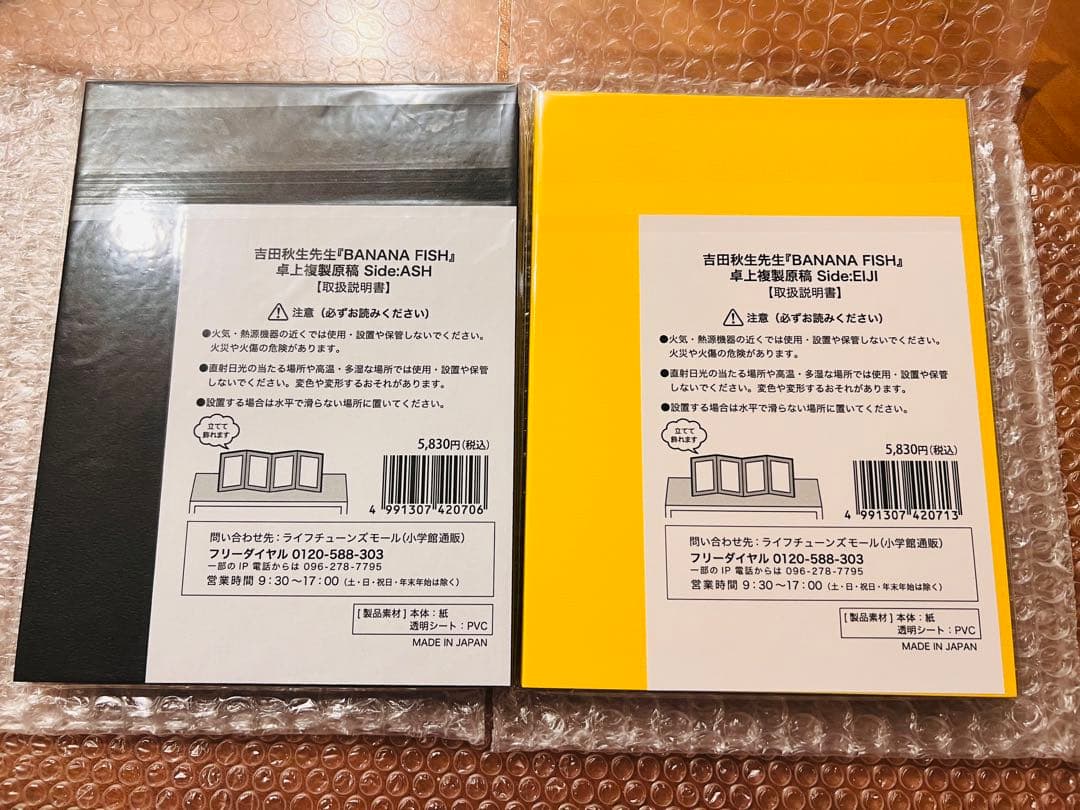 吉田秋生先生『BANANA FISH』
卓上複製原稿 Side:ASH
【取扱説明書】
注意（必ずお読みください）
●火気・熱源機器の近くでは使用・設置や保管しないでください。
火災や火傷の危険があります。
●直射日光の当たる場所や高温・多湿な場所では使用・設置や保管
しないでください。変色や変形するおそれがあります。
●設置する場合は水平で滑らない場所に置いてください。
立てて
飾れます
5,830円(税込)
4 991307 420706
問い合わせ先：ライフチューンズモール(小学館通販)
フリーダイヤル 0120-588-303
一部のIP 電話からは 096-278-7795
営業時間 9：30～17：00（土・日・祝日・年末年始は除く）
[ 製品素材 ] 本体：紙
透明シート：PVC
MADE IN JAPAN
吉田秋生先生『BANANA FISH』
卓上複製原稿 Side:EIJI
【取扱説明書】
注意（必ずお読みください）
●火気・熱源機器の近くでは使用・設置や保管しないでください。
火災や火傷の危険があります。
●直射日光の当たる場所や高温・多湿な場所では使用・設置や保管
しないでください。変色や変形するおそれがあります。
●設置する場合は水平で滑らない場所に置いてください。
立てて
飾れます
5,830円(税込)
4 991307 420713
問い合わせ先：ライフチューンズモール(小学館通販)
フリーダイヤル 0120-588-303
一部のIP 電話からは 096-278-7795
営業時間 9：30～17：00（土・日・祝日・年末年始は除く）
[ 製品素材 ] 本体：紙
透明シート：PVC
MADE IN JAPAN